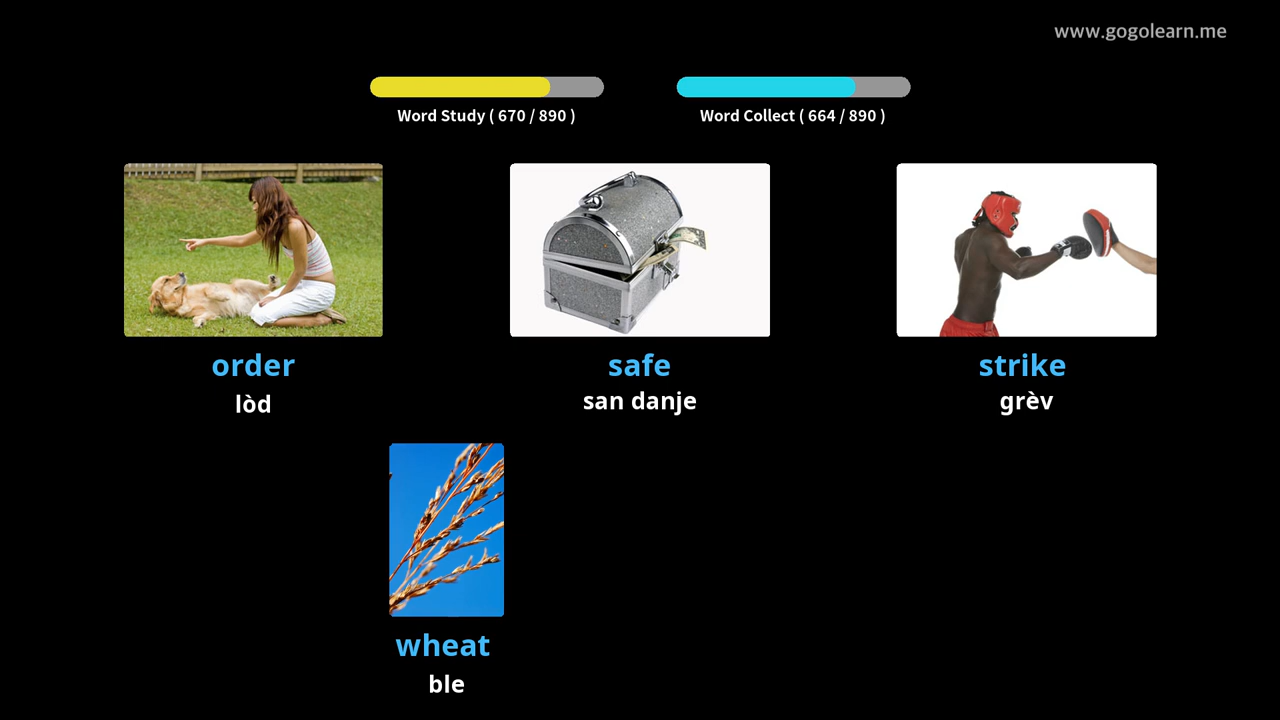 www.gogolearn.me
Word Study ( 670 / 890 )
Word Collect ( 664 / 890 )
order
lòd
safe
san danje
strike
grèv
wheat
ble